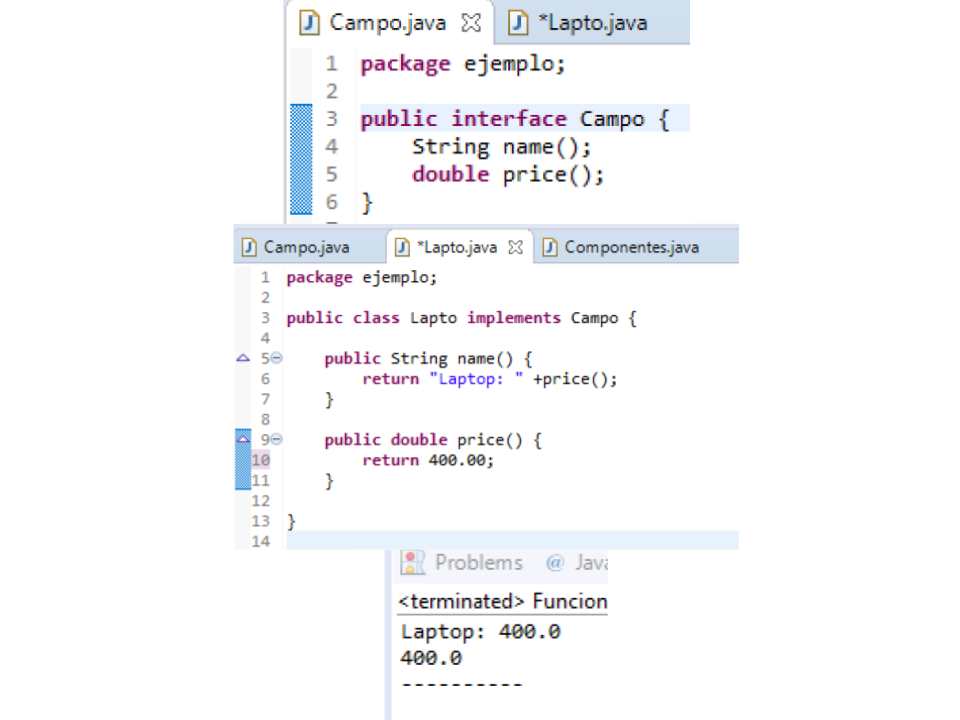 Campo.java *Lapto.java
1 package ejemplo;
2
3 public interface Campo {
4 String name();
5 double price();
6 }
Campo.java *Lapto.java Componentes.java
1 package ejemplo;
2
3 public class Lapto implements Campo {
4
5 public String name() {
6 return "Laptop: " +price();
7 }
8
9 public double price() {
10 return 400.00;
11 }
12
13 }
14
Problems @ Java
<terminated> Funcion
Laptop: 400.0
400.0
----------